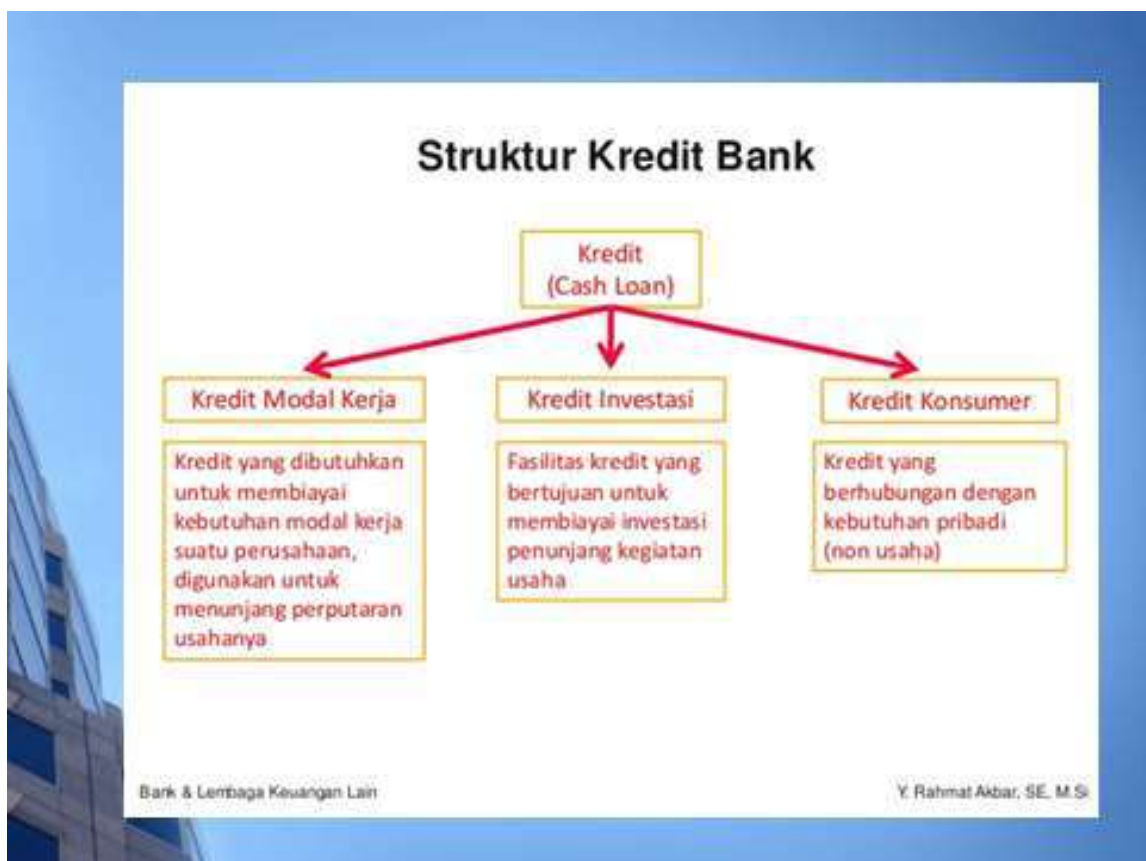 Struktur Kredit Bank
Kredit
(Cash Loan)
Kredit Modal Kerja
Kredit yang dibutuhkan
untuk membiayai
kebutuhan modal kerja
suatu perusahaan,
digunakan untuk
menunjang perputaran
usahanya
Kredit Investasi
Fasilitas kredit yang
bertujuan untuk
membiayai investasi
penunjang kegiatan
usaha
Kredit Konsumer
Kredit yang
berhubungan dengan
kebutuhan pribadi
(non usaha)
Bank & Lembaga Keuangan Lain
Y. Rahmat Akbar, SE, M.Si